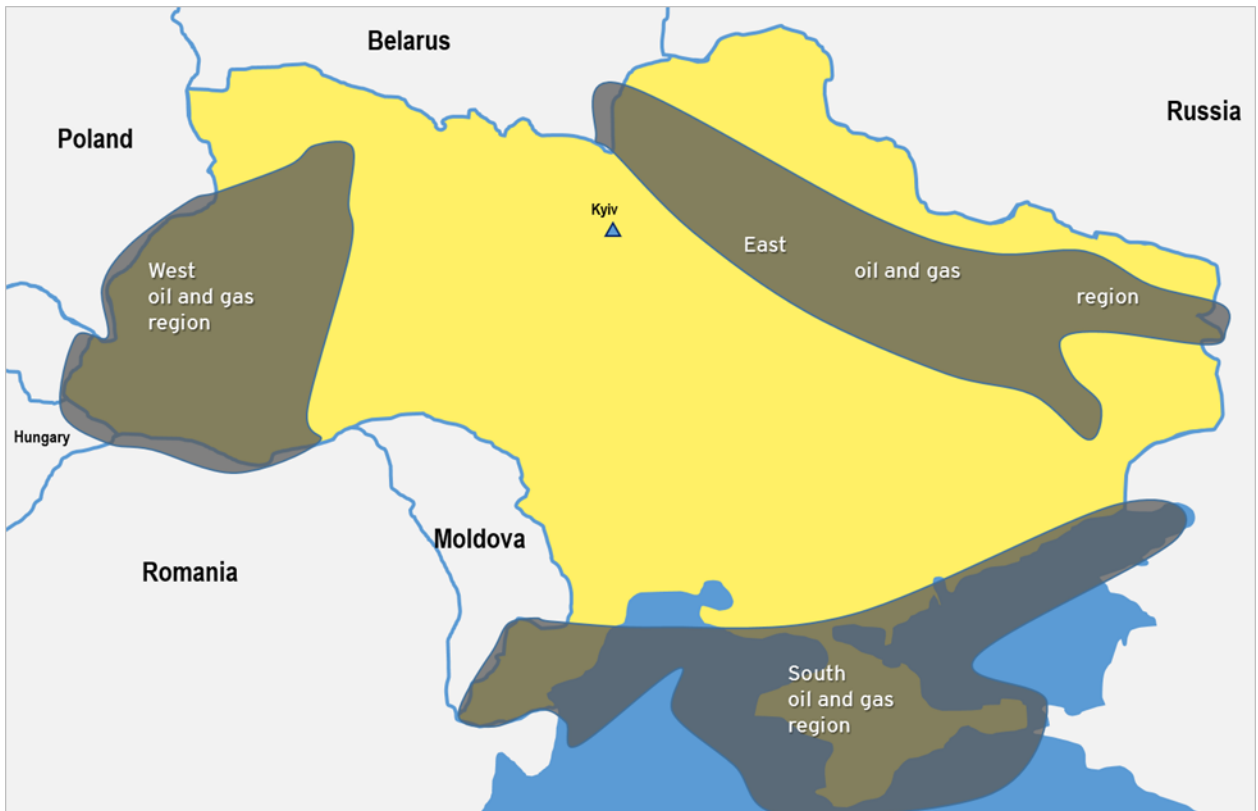 Belarus
Russia
Poland
Kyiv
East
oil and gas
region
West
oil and gas
region
Hungary
Moldova
Romania
South
oil and gas
region